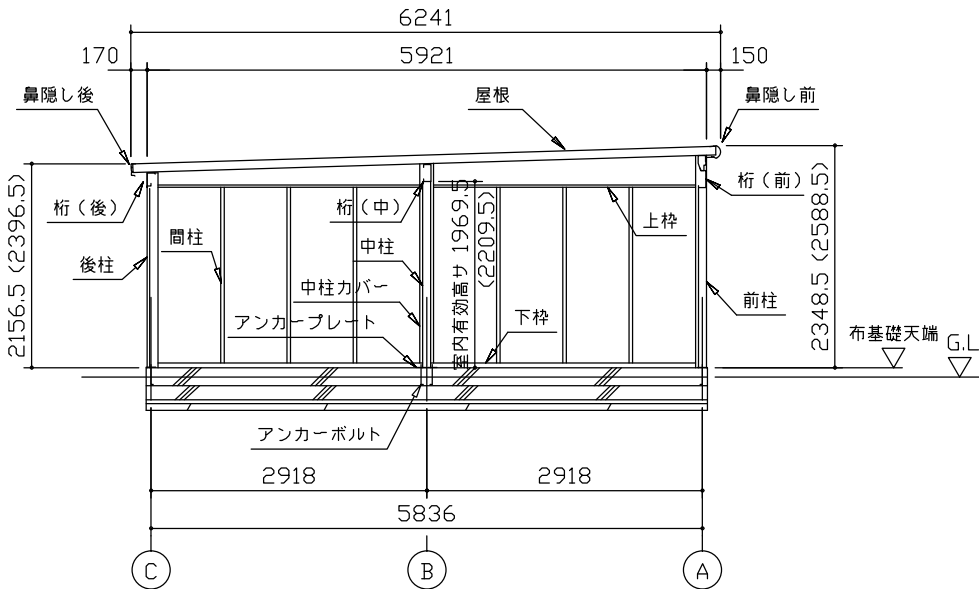 6241
170
5921
150
鼻隠し後
屋根
鼻隠し前
桁（後）
桁（中）
桁（前）
上枠
間柱
中柱
後柱
中柱カバー
前柱
アンカープレート
下枠
2156.5 (2396.5)
室内有効高サ 1969.5
(2209.5)
2348.5 (2588.5)
布基礎天端
G.L
アンカーボルト
2918
2918
5836
C
B
A